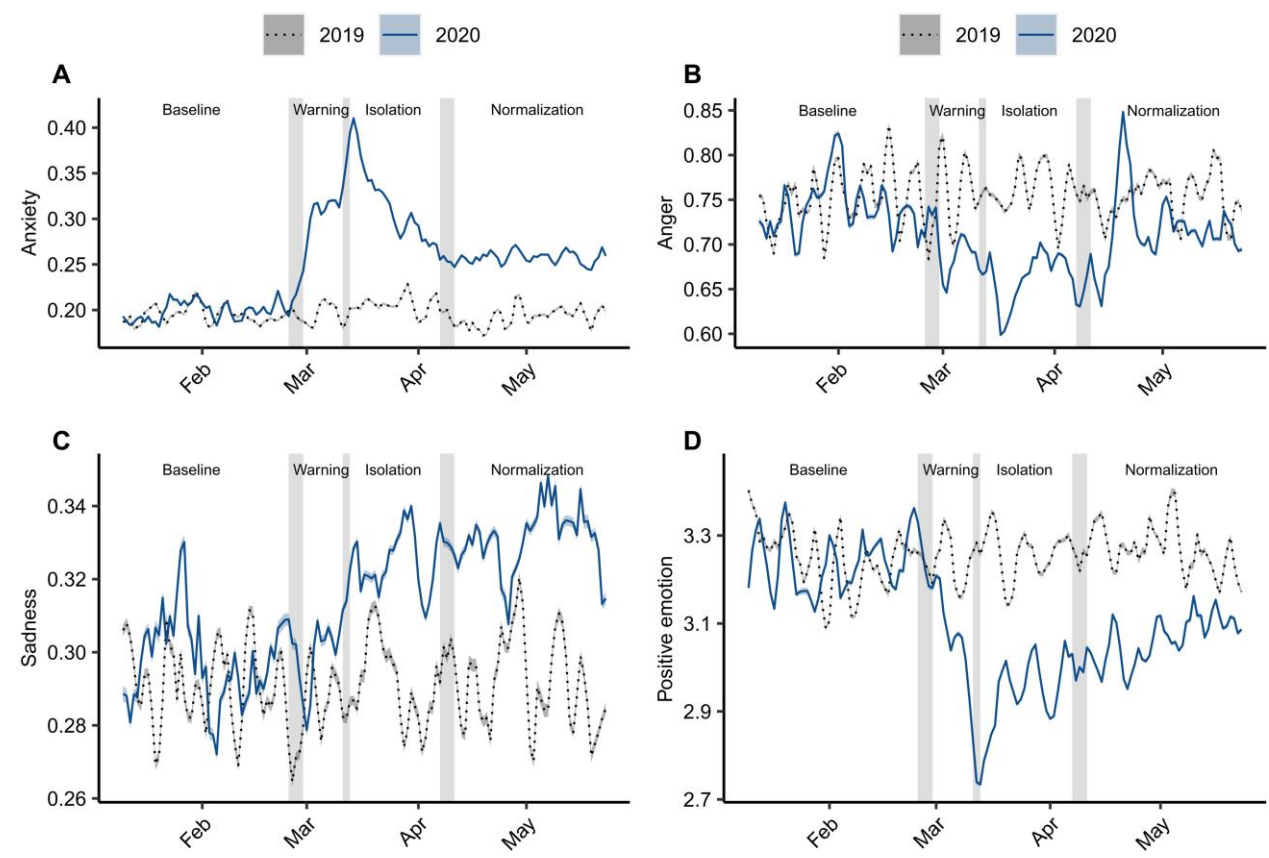 2019 2020
2019 2020
A
Baseline Warning Isolation Normalization
0.40
0.35
0.30
0.25
0.20
Anxiety
Feb Mar Apr May
B
Baseline Warning Isolation Normalization
0.85
0.80
0.75
0.70
0.65
0.60
Anger
Feb Mar Apr May
C
Baseline Warning Isolation Normalization
0.34
0.32
0.30
0.28
0.26
Sadness
Feb Mar Apr May
D
Baseline Warning Isolation Normalization
3.3
3.1
2.9
2.7
Positive emotion
Feb Mar Apr May